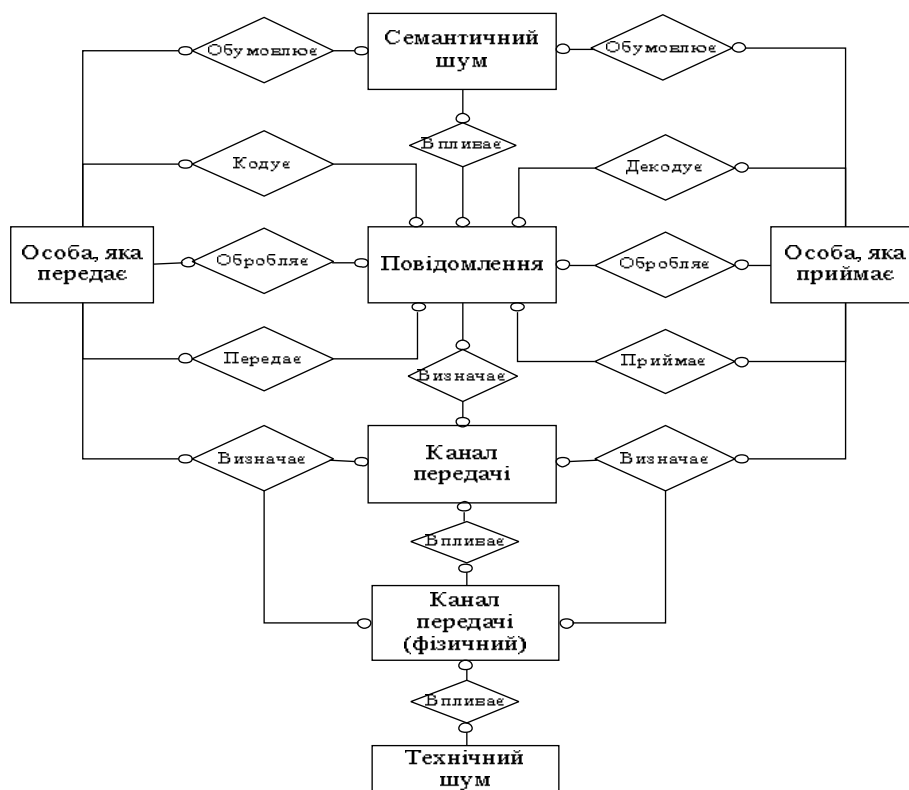 Обумовлює
Семантичний
шум
Обумовлює
Впливає
Кодує
Декодує
Особа, яка
передає
Обробляє
Повідомлення
Обробляє
Особа, яка
приймає
Передає
Визначає
Приймає
Визначає
Канал
передачі
Визначає
Впливає
Канал
передачі
(фізичний)
Впливає
Технічний
шум